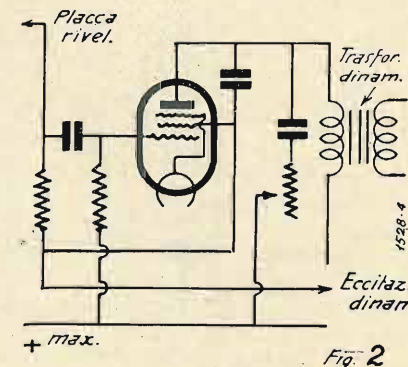 Placca
rivel.
Trasfor.
dinam.
1528·4
Eccitaz.
dinam
+ max.
Fig. 2